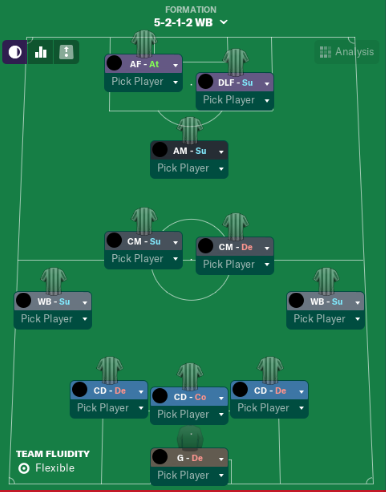 FORMATION
5-2-1-2 WB
Analysis
AF - At
Pick Player
DLF - Su
Pick Player
AM - Su
Pick Player
CM - Su
Pick Player
CM - De
Pick Player
WB - Su
Pick Player
WB - Su
Pick Player
CD - De
Pick Player
CD - Co
Pick Player
CD - De
Pick Player
G - De
Pick Player
TEAM FLUIDITY
Flexible